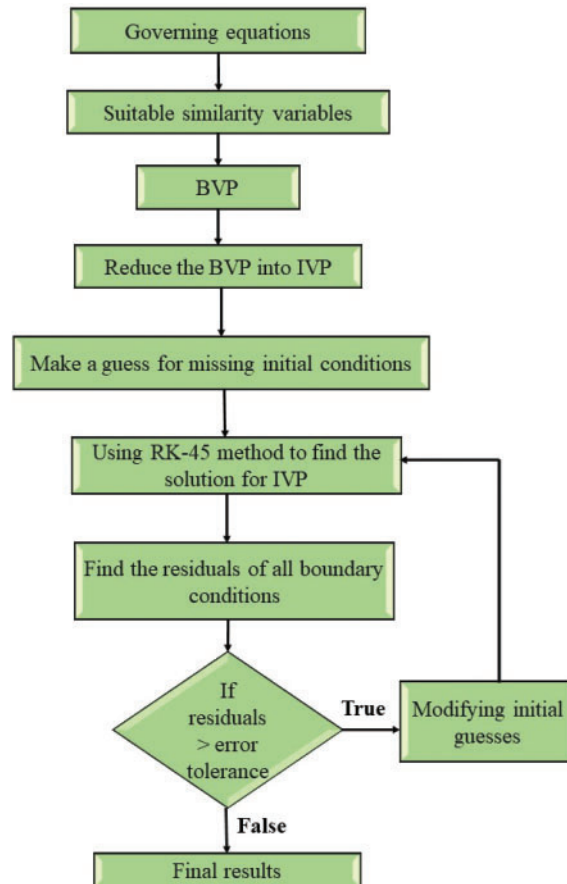 Governing equations
Suitable similarity variables
BVP
Reduce the BVP into IVP
Make a guess for missing initial conditions
Using RK-45 method to find the
solution for IVP
Find the residuals of all boundary
conditions
If
residuals
> error
tolerance
True
Modifying initial
guesses
False
Final results